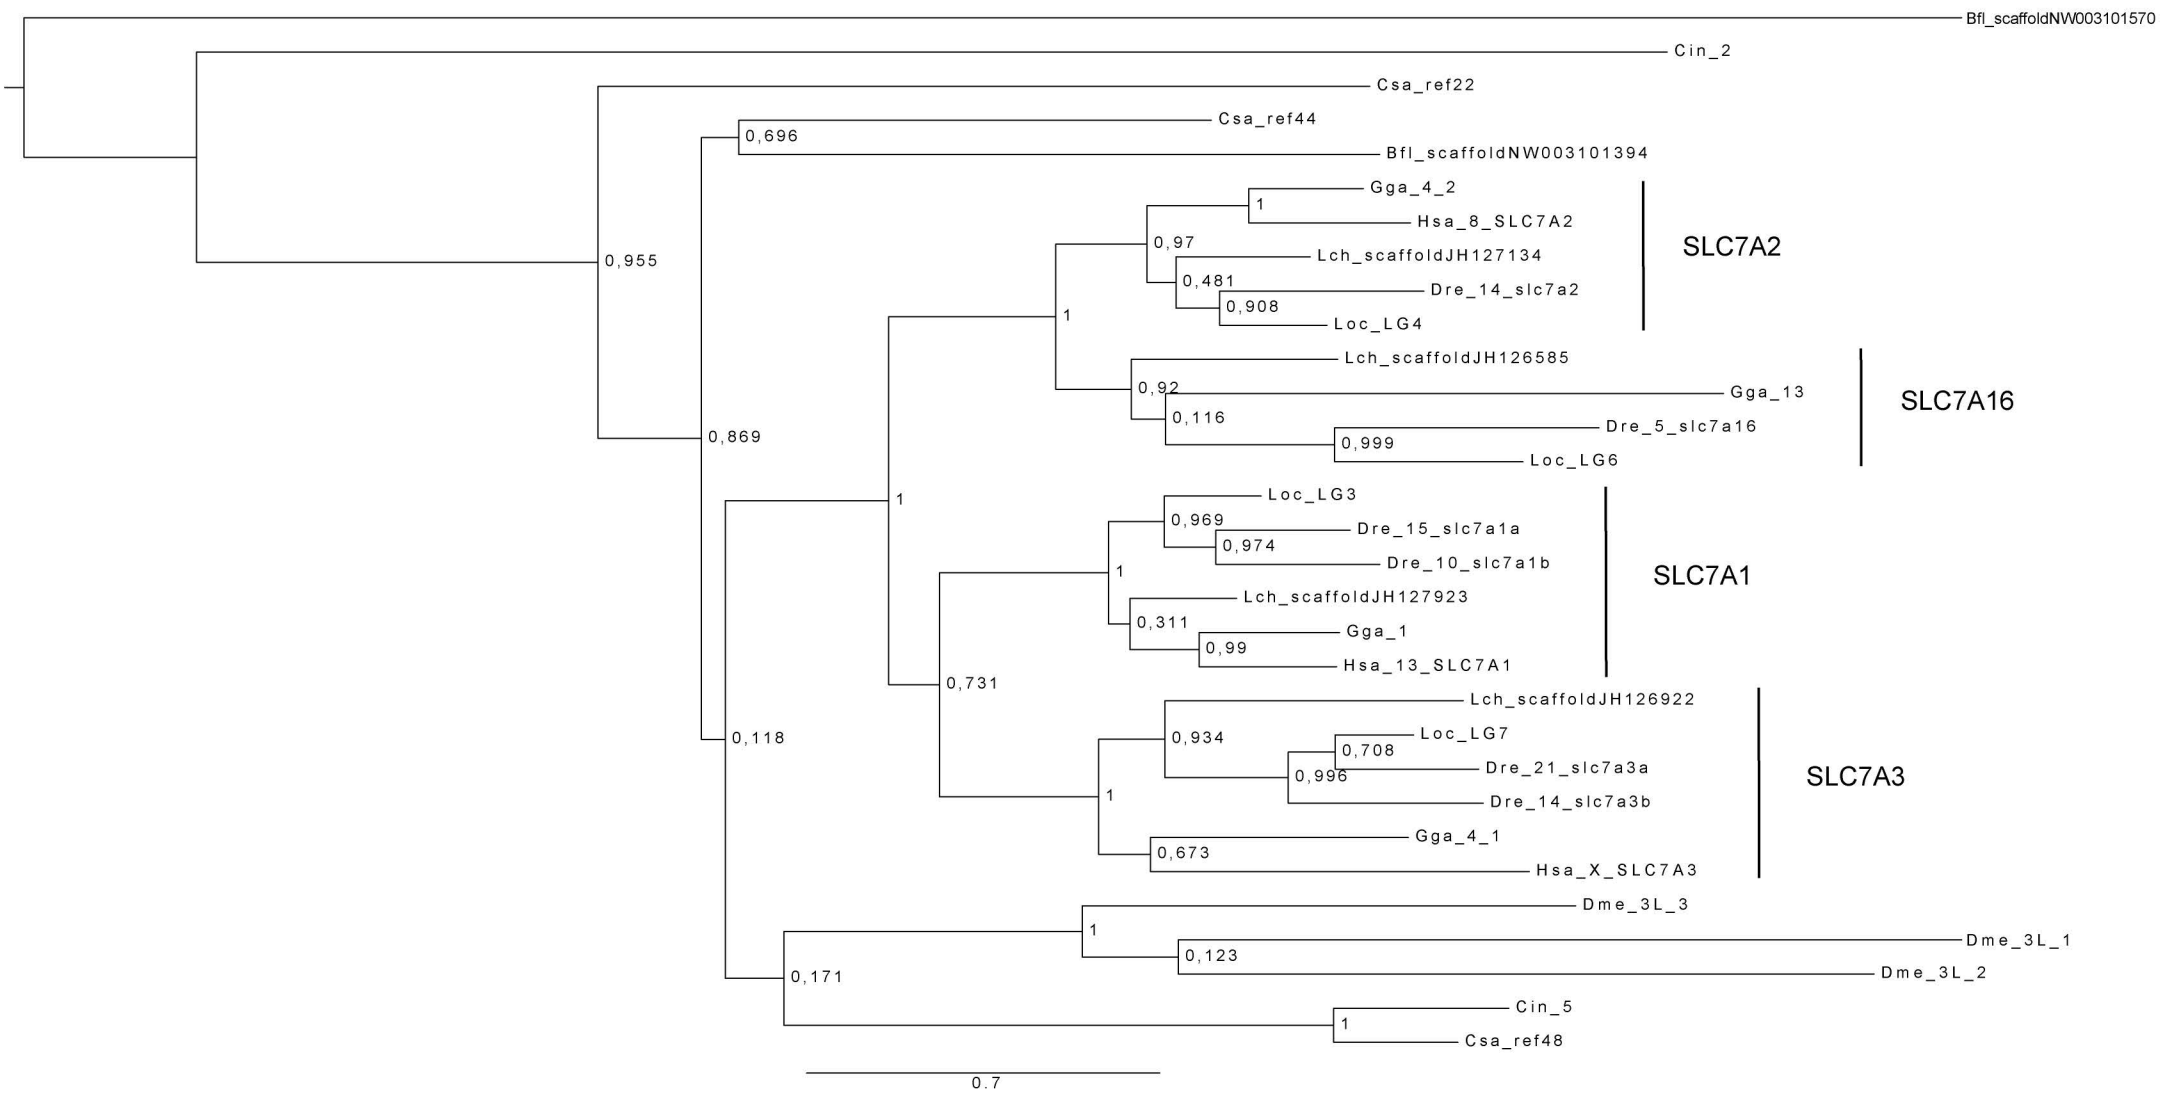 Bfl_scaffoldNW003101570
Cin_2
Csa_ref22
Csa_ref44
0,696
Bfl_scaffoldNW003101394
Gga_4_2
1
Hsa_8_SLC7A2
0,97
SLC7A2
Lch_scaffoldJH127134
0,955
0,481
Dre_14_slc7a2
0,908
1
Loc_LG4
Lch_scaffoldJH126585
0,92
Gga_13
SLC7A16
0,116
Dre_5_slc7a16
0,869
0,999
Loc_LG6
Loc_LG3
1
0,969
Dre_15_slc7a1a
0,974
Dre_10_slc7a1b
1
SLC7A1
Lch_scaffoldJH127923
0,311
Gga_1
0,99
Hsa_13_SLC7A1
0,731
Lch_scaffoldJH126922
Loc_LG7
0,118
0,934
0,708
Dre_21_slc7a3a
0,996
SLC7A3
1
Dre_14_slc7a3b
Gga_4_1
0,673
Hsa_X_SLC7A3
Dme_3L_3
1
Dme_3L_1
0,123
Dme_3L_2
0,171
Cin_5
1
Csa_ref48
0.7